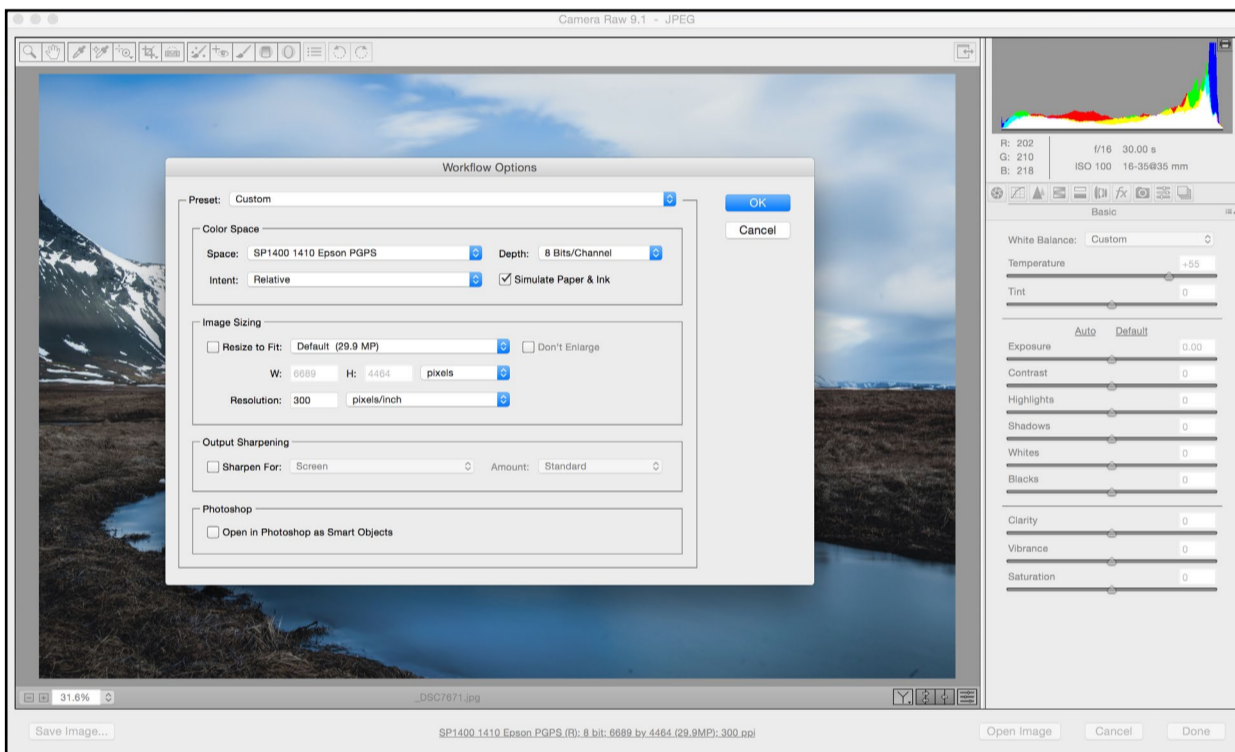 Camera Raw 9.1 - JPEG
R: 202
G: 210
B: 218
f/16 30.00 s
ISO 100 16-35@35 mm
Basic
White Balance: Custom
Temperature +55
Tint 0
Auto Default
Exposure 0.00
Contrast 0
Highlights 0
Shadows 0
Whites 0
Blacks 0
Clarity 0
Vibrance 0
Saturation 0
Workflow Options
Preset: Custom
OK
Cancel
Color Space
Space: SP1400 1410 Epson PGPS Depth: 8 Bits/Channel
Intent: Relative Simulate Paper & Ink
Image Sizing
Resize to Fit: Default (29.9 MP) Don't Enlarge
W: 6689 H: 4464 pixels
Resolution: 300 pixels/inch
Output Sharpening
Sharpen For: Screen Amount: Standard
Photoshop
Open in Photoshop as Smart Objects
31.6% _DSC7671.jpg
Save Image... SP1400 1410 Epson PGPS (R); 8 bit; 6689 by 4464 (29.9MP); 300 ppi Open Image Cancel Done